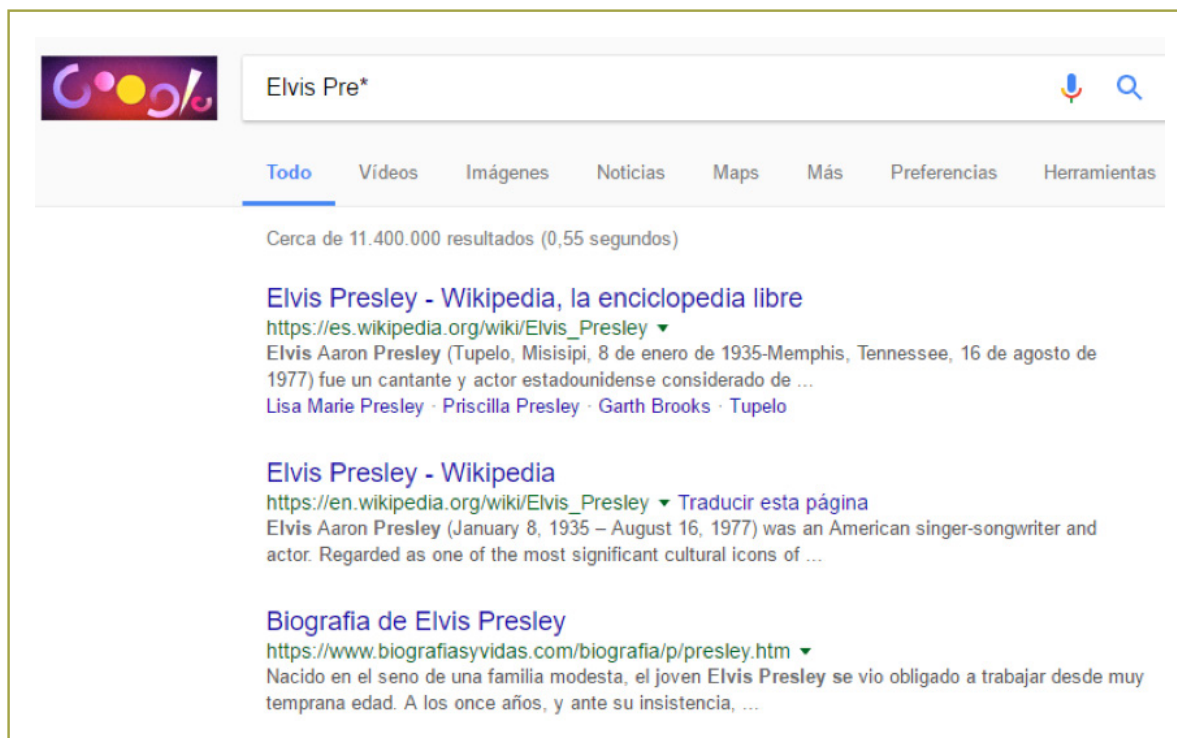 Google
Elvis Pre*
Todo Vídeos Imágenes Noticias Maps Más Preferencias Herramientas
Cerca de 11.400.000 resultados (0,55 segundos)
Elvis Presley - Wikipedia, la enciclopedia libre
https://es.wikipedia.org/wiki/Elvis_Presley
Elvis Aaron Presley (Tupelo, Misisipi, 8 de enero de 1935-Memphis, Tennessee, 16 de agosto de
1977) fue un cantante y actor estadounidense considerado de ...
Lisa Marie Presley · Priscilla Presley · Garth Brooks · Tupelo
Elvis Presley - Wikipedia
https://en.wikipedia.org/wiki/Elvis_Presley Traducir esta página
Elvis Aaron Presley (January 8, 1935 – August 16, 1977) was an American singer-songwriter and
actor. Regarded as one of the most significant cultural icons of ...
Biografia de Elvis Presley
https://www.biografiasyvidas.com/biografia/p/presley.htm
Nacido en el seno de una familia modesta, el joven Elvis Presley se vio obligado a trabajar desde muy
temprana edad. A los once años, y ante su insistencia, ...